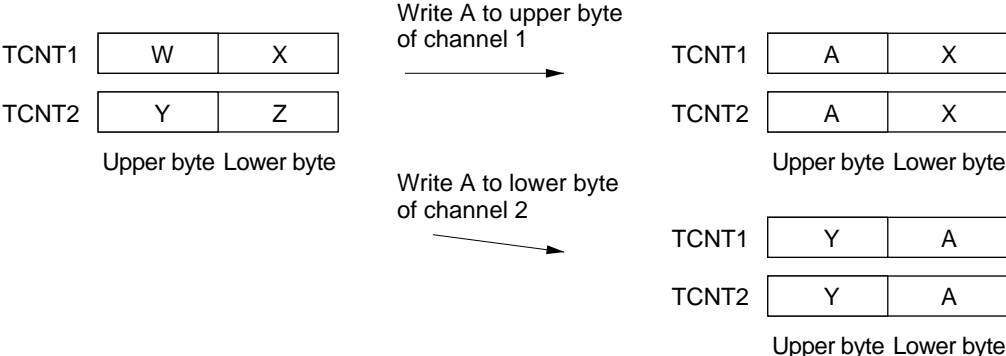 Write A to upper byte
of channel 1
TCNT1 W X
TCNT2 Y Z
Upper byte Lower byte
TCNT1 A X
TCNT2 A X
Upper byte Lower byte
Write A to lower byte
of channel 2
TCNT1 Y A
TCNT2 Y A
Upper byte Lower byte